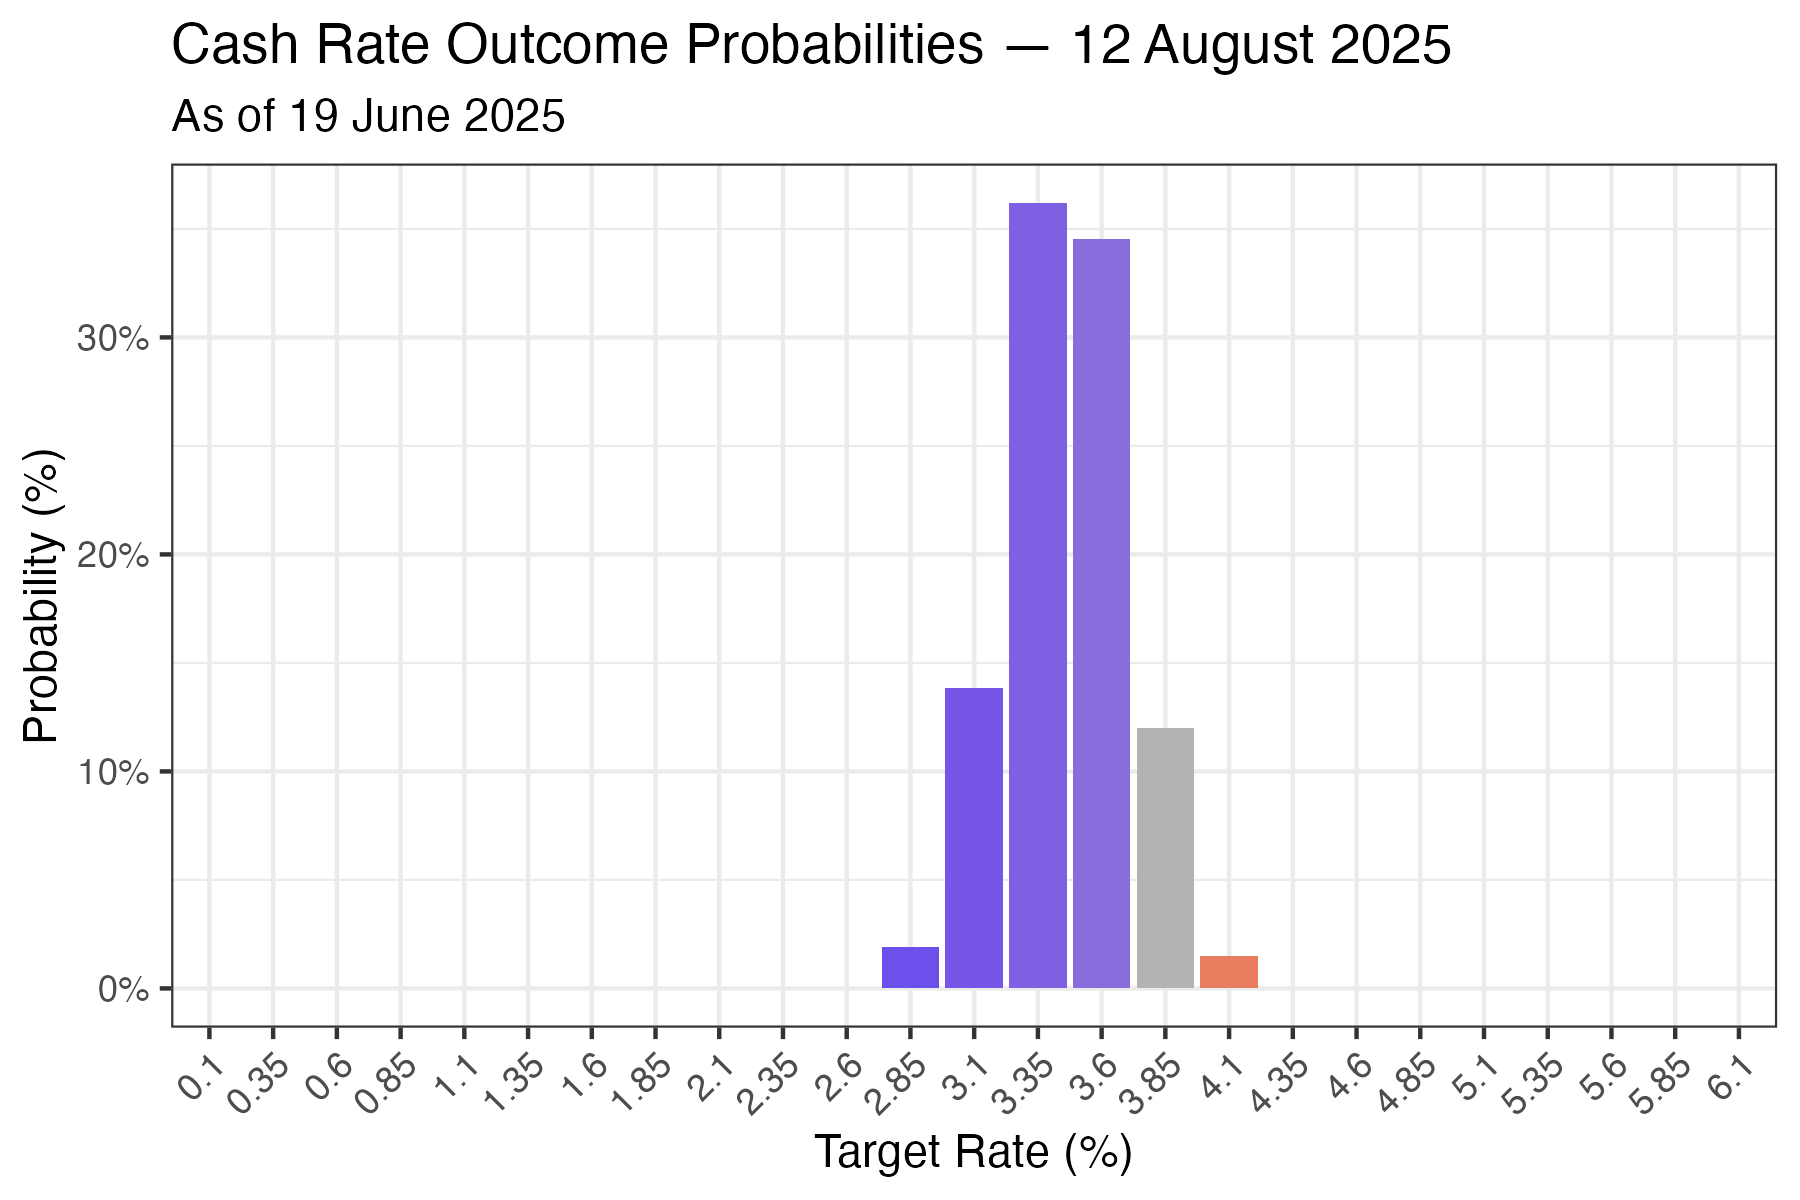 Cash Rate Outcome Probabilities — 12 August 2025
As of 19 June 2025
Probability (%)
30%
20%
10%
0%
0.1 0.35 0.6 0.85 1.1 1.35 1.6 1.85 2.1 2.35 2.6 2.85 3.1 3.35 3.6 3.85 4.1 4.35 4.6 4.85 5.1 5.35 5.6 5.85 6.1
Target Rate (%)